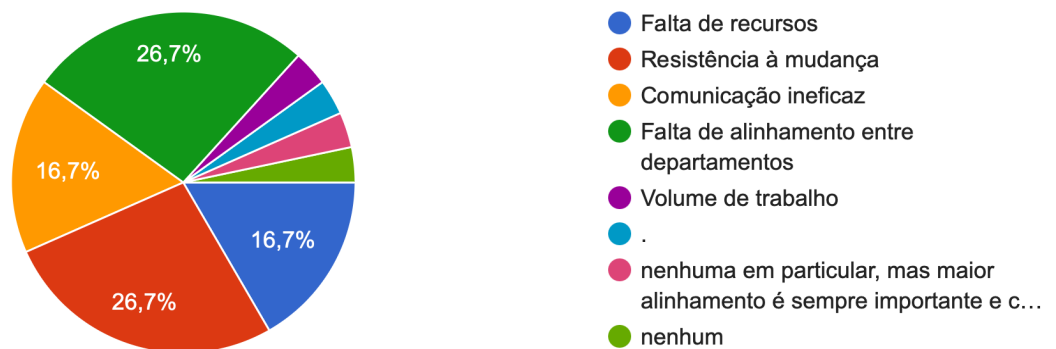 26,7%
16,7%
16,7%
26,7%
Falta de recursos
Resistência à mudança
Comunicação ineficaz
Falta de alinhamento entre
departamentos
Volume de trabalho
.
nenhuma em particular, mas maior
alinhamento é sempre importante e c…
nenhum